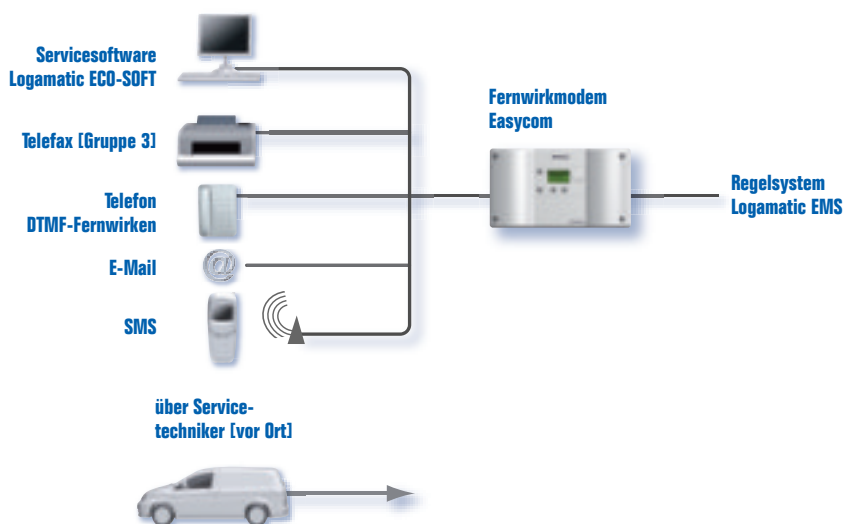 Servicesoftware
Logamatic ECO-SOFT
Telefax [Gruppe 3]
Telefon
DTMF-Fernwirken
E-Mail
@
SMS
über Service-
techniker [vor Ort]
Fernwirkmodem
Easycom
Regelsystem
Logamatic EMS